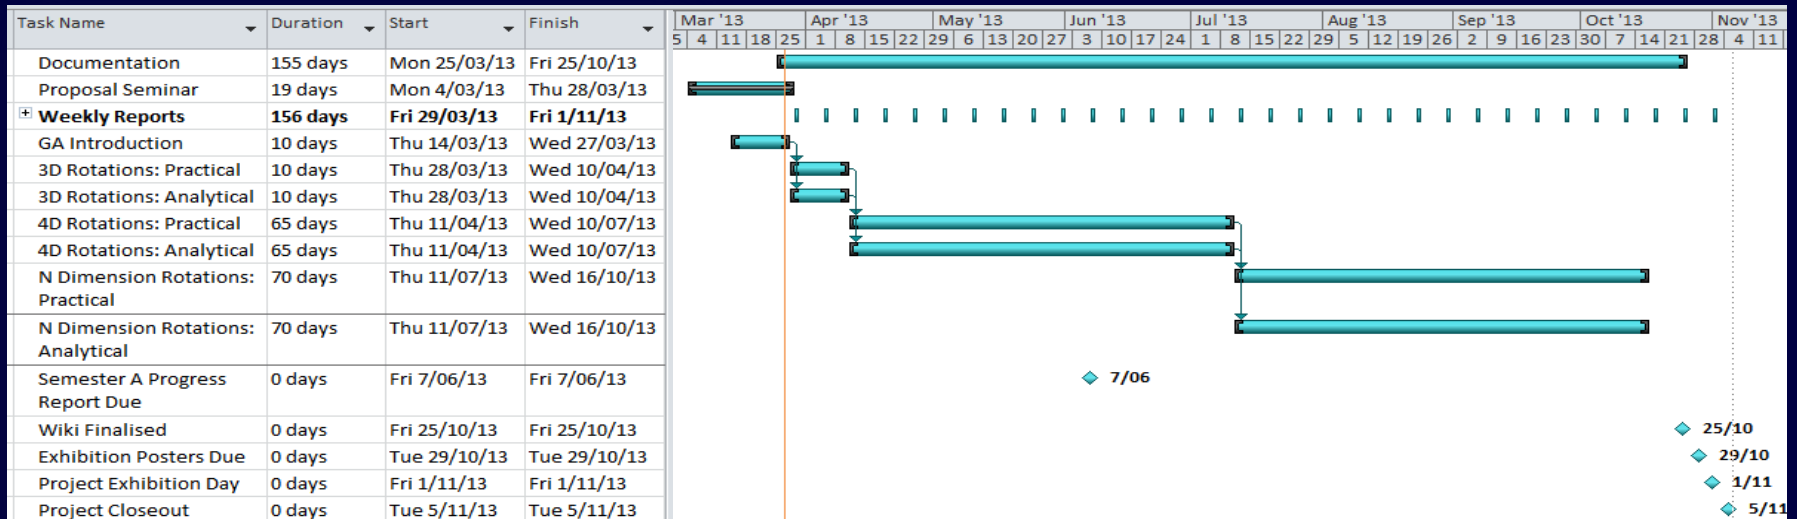 Task Name Duration Start Finish Mar '13 Apr '13 May '13 Jun '13 Jul '13 Aug '13 Sep '13 Oct '13 Nov '13
5 4 11 18 25 1 8 15 22 29 6 13 20 27 3 10 17 24 1 8 15 22 29 5 12 19 26 2 9 16 23 30 7 14 21 28 4 11
Documentation 155 days Mon 25/03/13 Fri 25/10/13
Proposal Seminar 19 days Mon 4/03/13 Thu 28/03/13
Weekly Reports 156 days Fri 29/03/13 Fri 1/11/13
GA Introduction 10 days Thu 14/03/13 Wed 27/03/13
3D Rotations: Practical 10 days Thu 28/03/13 Wed 10/04/13
3D Rotations: Analytical 10 days Thu 28/03/13 Wed 10/04/13
4D Rotations: Practical 65 days Thu 11/04/13 Wed 10/07/13
4D Rotations: Analytical 65 days Thu 11/04/13 Wed 10/07/13
N Dimension Rotations: 70 days Thu 11/07/13 Wed 16/10/13
Practical
N Dimension Rotations: 70 days Thu 11/07/13 Wed 16/10/13
Analytical
Semester A Progress 0 days Fri 7/06/13 Fri 7/06/13 7/06
Report Due
Wiki Finalised 0 days Fri 25/10/13 Fri 25/10/13 25/10
Exhibition Posters Due 0 days Tue 29/10/13 Tue 29/10/13 29/10
Project Exhibition Day 0 days Fri 1/11/13 Fri 1/11/13 1/11
Project Closeout 0 days Tue 5/11/13 Tue 5/11/13 5/11